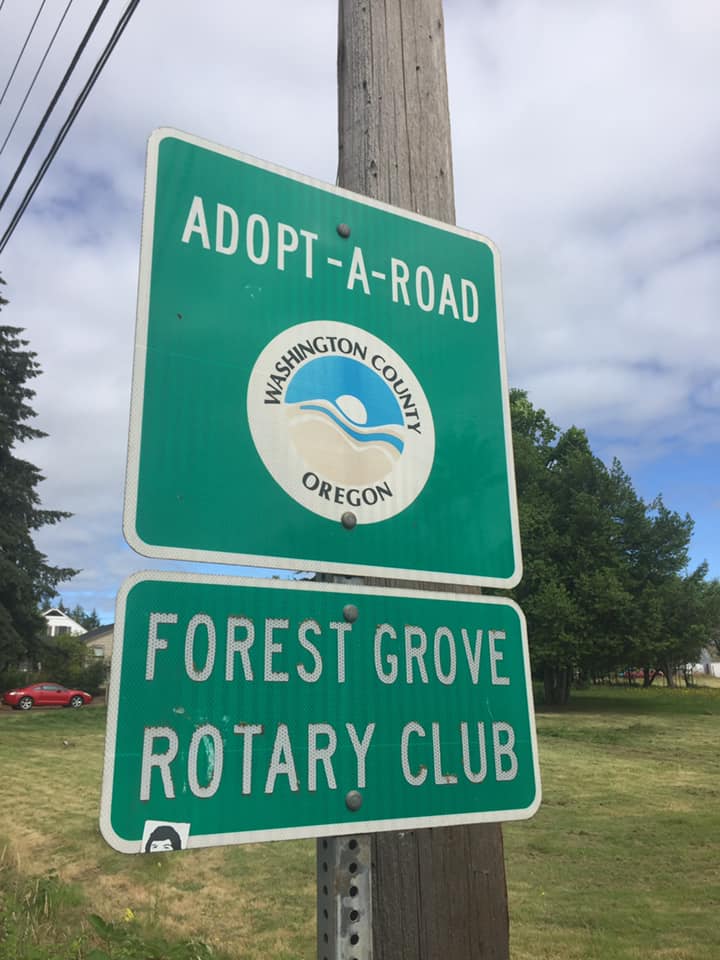 ADOPT-A-ROAD
WASHINGTON COUNTY
OREGON
FOREST GROVE
ROTARY CLUB